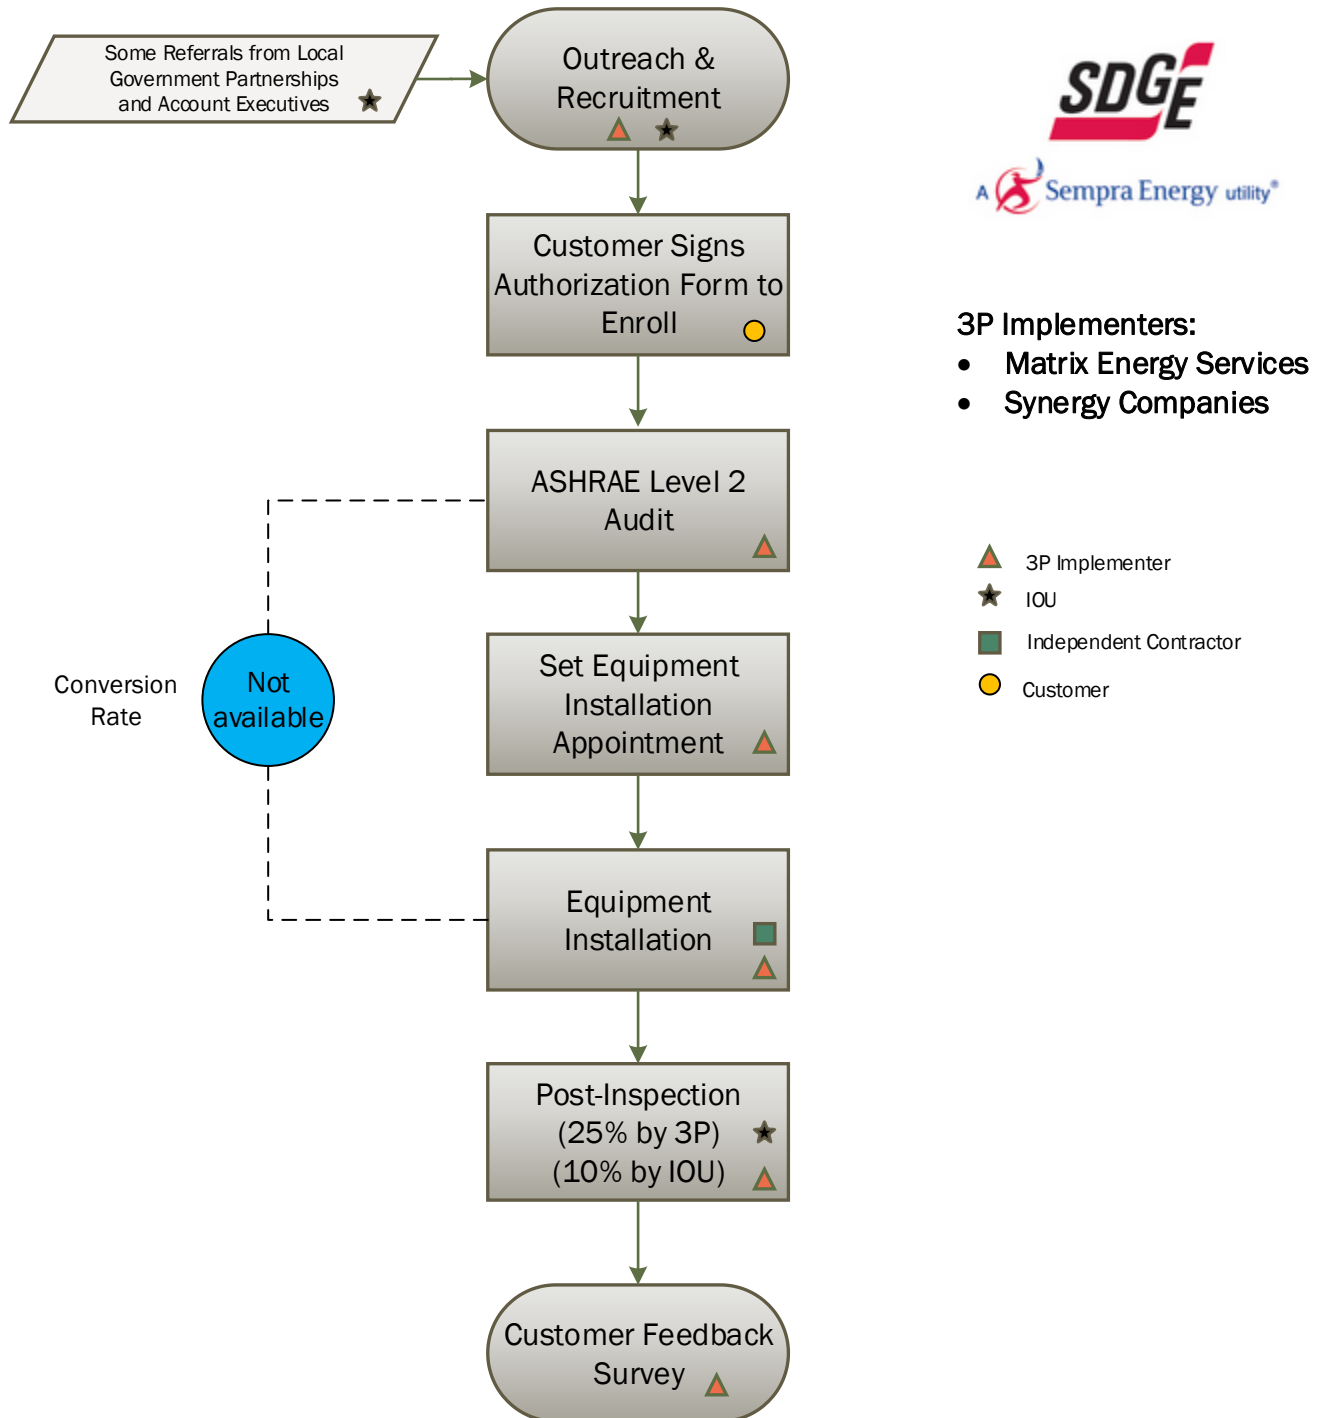 Some Referrals from Local
Government Partnerships
and Account Executives
Outreach &
Recruitment
SDGE
A Sempra Energy utility®
Customer Signs
Authorization Form to
Enroll
3P Implementers:
• Matrix Energy Services
• Synergy Companies
ASHRAE Level 2
Audit
3P Implementer
IOU
Independent Contractor
Customer
Conversion
Rate
Not
available
Set Equipment
Installation
Appointment
Equipment
Installation
Post-Inspection
(25% by 3P)
(10% by IOU)
Customer Feedback
Survey